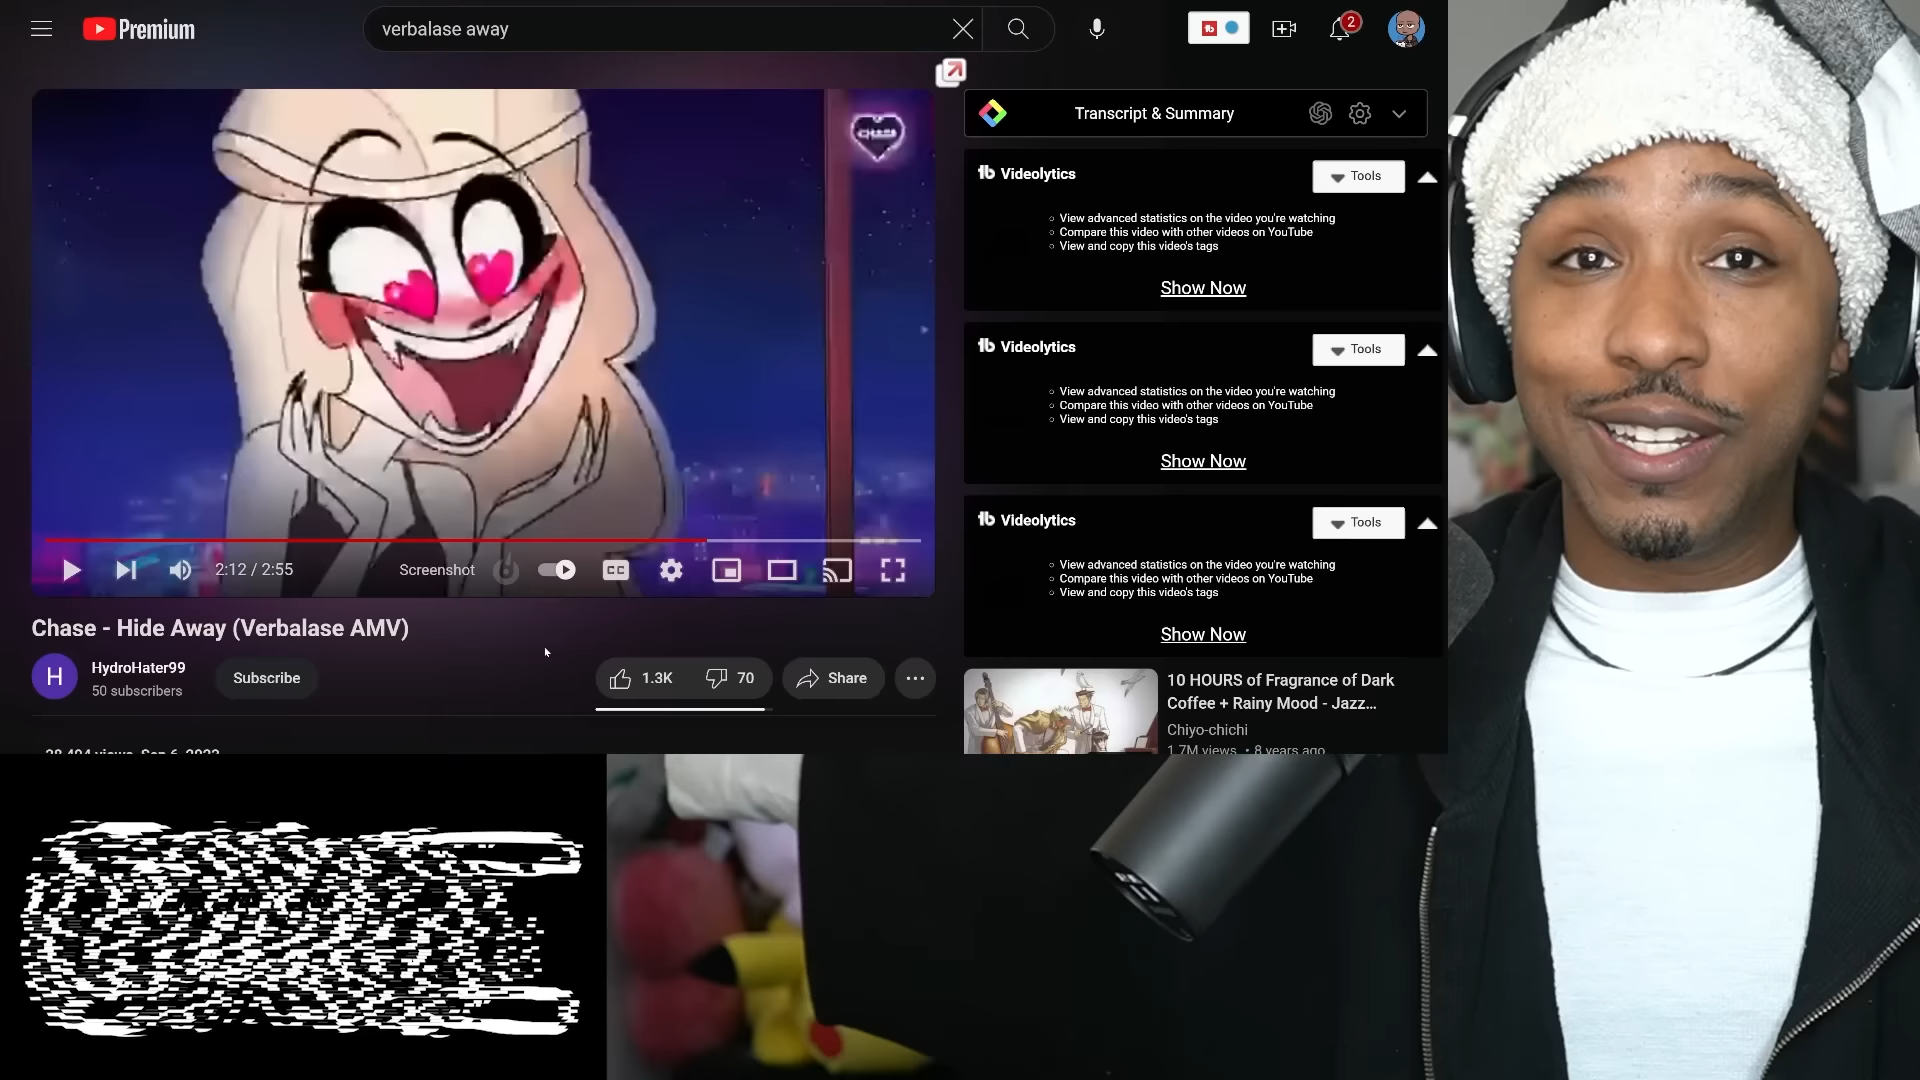 Premium
verbalase away
2
CHASE
Transcript & Summary
Videolytics
Tools
View advanced statistics on the video you're watching
Compare this video with other videos on YouTube
View and copy this video's tags
Show Now
Videolytics
Tools
View advanced statistics on the video you're watching
Compare this video with other videos on YouTube
View and copy this video's tags
Show Now
Videolytics
Tools
View advanced statistics on the video you're watching
Compare this video with other videos on YouTube
View and copy this video's tags
Show Now
2:12 / 2:55
Screenshot
CC
Chase - Hide Away (Verbalase AMV)
H
HydroHater99
50 subscribers
Subscribe
1.3K
70
Share
10 HOURS of Fragrance of Dark
Coffee + Rainy Mood - Jazz...
Chiyo-chichi
1.7M views • 8 years ago